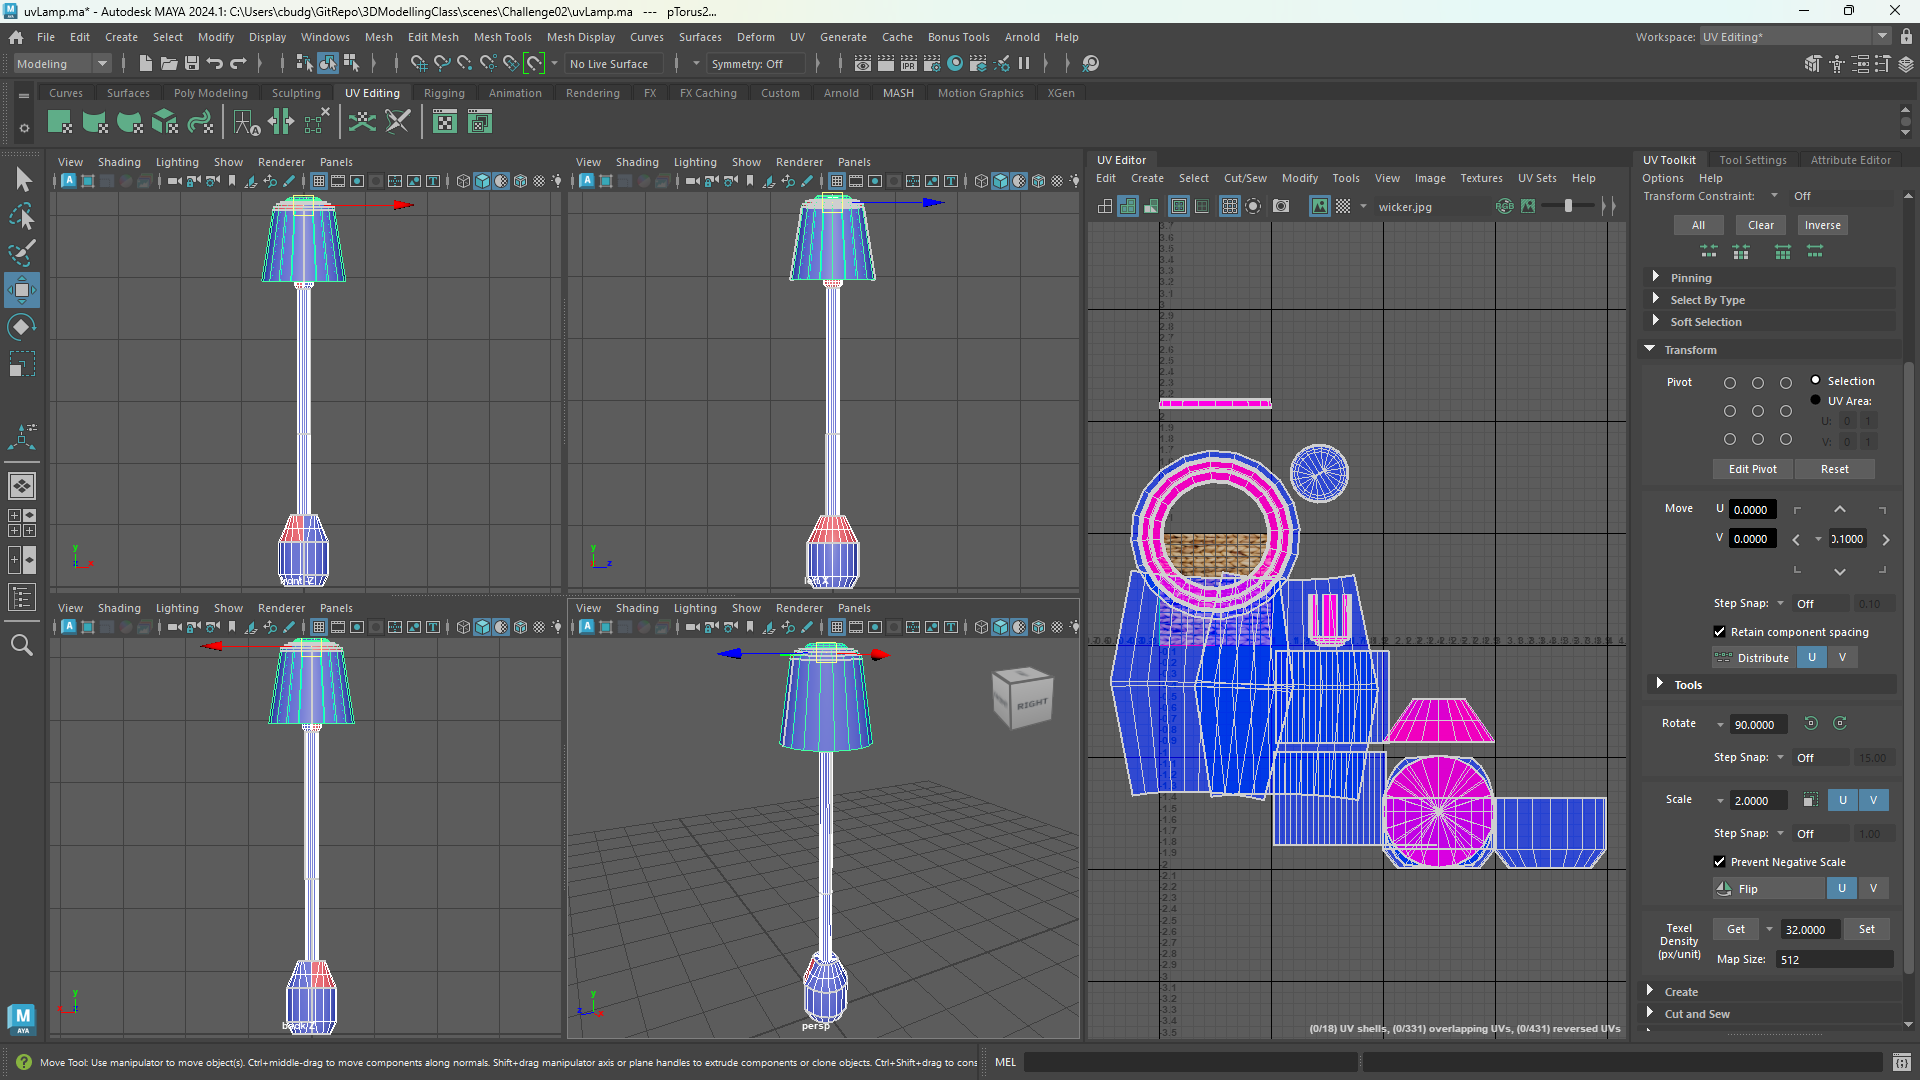 uvLamp.ma* - Autodesk MAYA 2024.1: C:\Users\cbudg\GitRepo\3DModellingClass\scenes\Challenge02\uvLamp.ma --- pTorus2...
File Edit Create Select Modify Display Windows Mesh Edit Mesh Mesh Tools Mesh Display Curves Surfaces Deform UV Generate Cache Bonus Tools Arnold Help
Workspace: UV Editing*
Modeling No Live Surface Symmetry: Off
Curves Surfaces Poly Modeling Sculpting UV Editing Rigging Animation Rendering FX FX Caching Custom Arnold MASH Motion Graphics XGen
View Shading Lighting Show Renderer Panels
View Shading Lighting Show Renderer Panels
front -Z
left -X
View Shading Lighting Show Renderer Panels
View Shading Lighting Show Renderer Panels
RIGHT
back Z
persp
UV Editor
Edit Create Select Cut/Sew Modify Tools View Image Textures UV Sets Help
wicker.jpg
(0/18) UV shells, (0/331) overlapping UVs, (0/431) reversed UVs
UV Toolkit Tool Settings Attribute Editor
Options Help
Transform Constraint: Off
All Clear Inverse
Pinning
Select By Type
Soft Selection
Transform
Pivot Selection
UV Area:
U: 0 1
V: 0 1
Edit Pivot Reset
Move U 0.0000
V 0.0000 0.1000
Step Snap: Off 0.10
Retain component spacing
Distribute U V
Tools
Rotate 90.0000
Step Snap: Off 15.00
Scale 2.0000 U V
Step Snap: Off 1.00
Prevent Negative Scale
Flip U V
Texel Density (px/unit) Get 32.0000 Set
Map Size: 512
Create
Cut and Sew
Move Tool: Use manipulator to move object(s). Ctrl+middle-drag to move components along normals. Shift+drag manipulator axis or plane handles to extrude components or clone objects. Ctrl+Shift+drag to cons
MEL